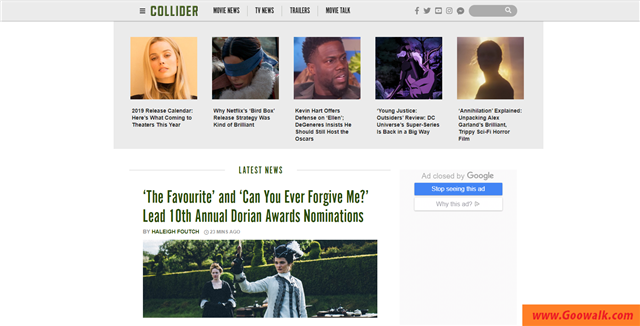 COLLIDER
MOVIE NEWS
TV NEWS
TRAILERS
MOVIE TALK
2019 Release Calendar:
Here's What Coming to
Theaters This Year
Why Netflix's 'Bird Box'
Release Strategy Was
Kind of Brilliant
Kevin Hart Offers
Defense on 'Ellen';
DeGeneres Insists He
Should Still Host the
Oscars
'Young Justice:
Outsiders' Review: DC
Universe's Super-Series
Is Back in a Big Way
'Annihilation' Explained:
Unpacking Alex
Garland's Brilliant,
Trippy Sci-Fi Horror
Film
LATEST NEWS
'The Favourite' and 'Can You Ever Forgive Me?'
Lead 10th Annual Dorian Awards Nominations
BY HALEIGH FOUTCH 23 MINS AGO
Ad closed by Google
Stop seeing this ad
Why this ad?
www.Goowalk.com